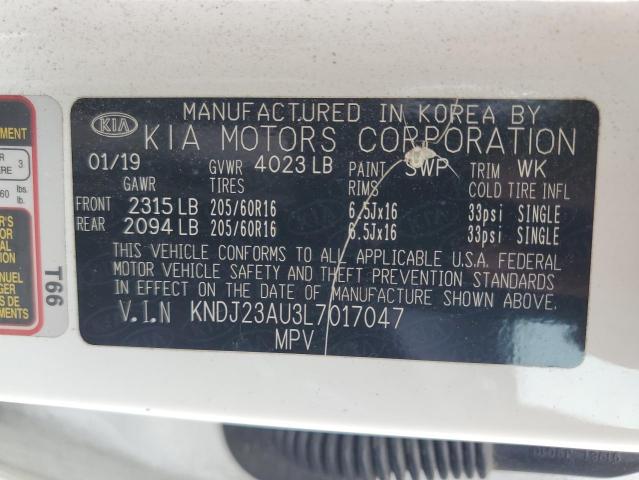 MANUFACTURED IN KOREA BY
KIA KIA MOTORS CORPORATION
01/19 GVWR 4023 LB PAINT SWP TRIM WK
GAWR TIRES RIMS COLD TIRE INFL
FRONT 2315 LB 205/60R16 6.5Jx16 33psi SINGLE
REAR 2094 LB 205/60R16 6.5Jx16 33psi SINGLE
THIS VEHICLE CONFORMS TO ALL APPLICABLE U.S.A. FEDERAL
MOTOR VEHICLE SAFETY AND THEFT PREVENTION STANDARDS
IN EFFECT ON THE DATE OF MANUFACTURE SHOWN ABOVE.
V.I.N KNDJ23AU3L7017047
MPV
T66